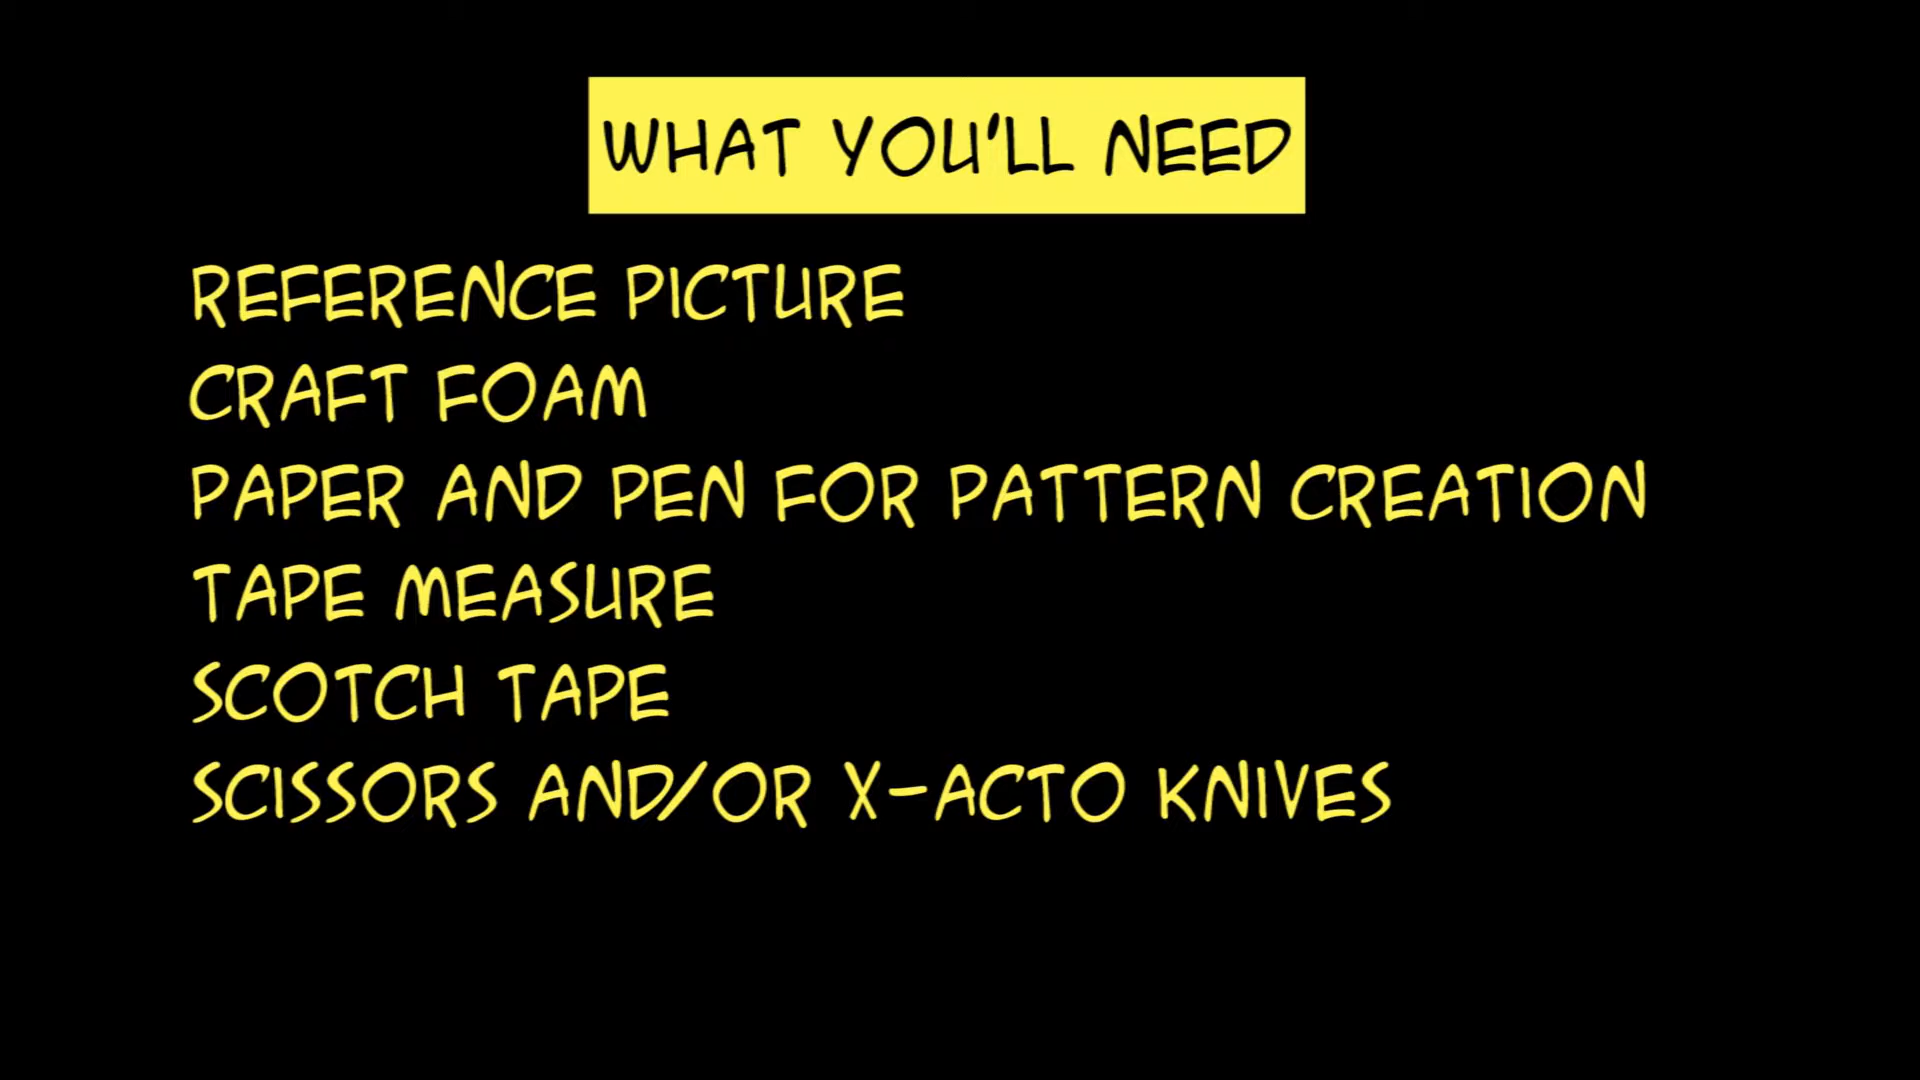 WHAT YOU'LL NEED
REFERENCE PICTURE
CRAFT FOAM
PAPER AND PEN FOR PATTERN CREATION
TAPE MEASURE
SCOTCH TAPE
SCISSORS AND/OR X-ACTO KNIVES